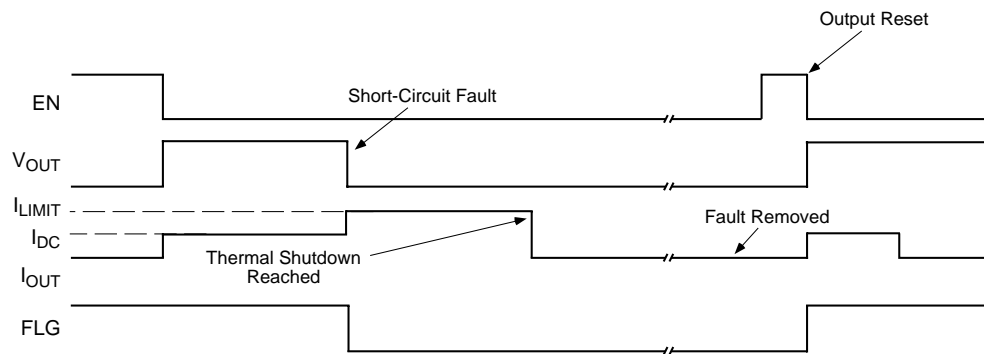 Output Reset
EN
Short-Circuit Fault
VOUT
ILIMIT
IDC
Fault Removed
Thermal Shutdown
Reached
IOUT
FLG